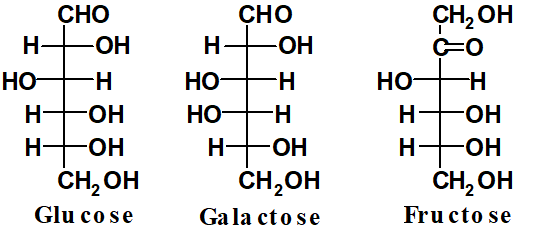 CHO
H OH
HO H
H OH
H OH
CH2OH
Glucose
CHO
H OH
HO H
HO H
H OH
CH2OH
Galactose
CH2OH
C=O
HO H
H OH
H OH
CH2OH
Fructose